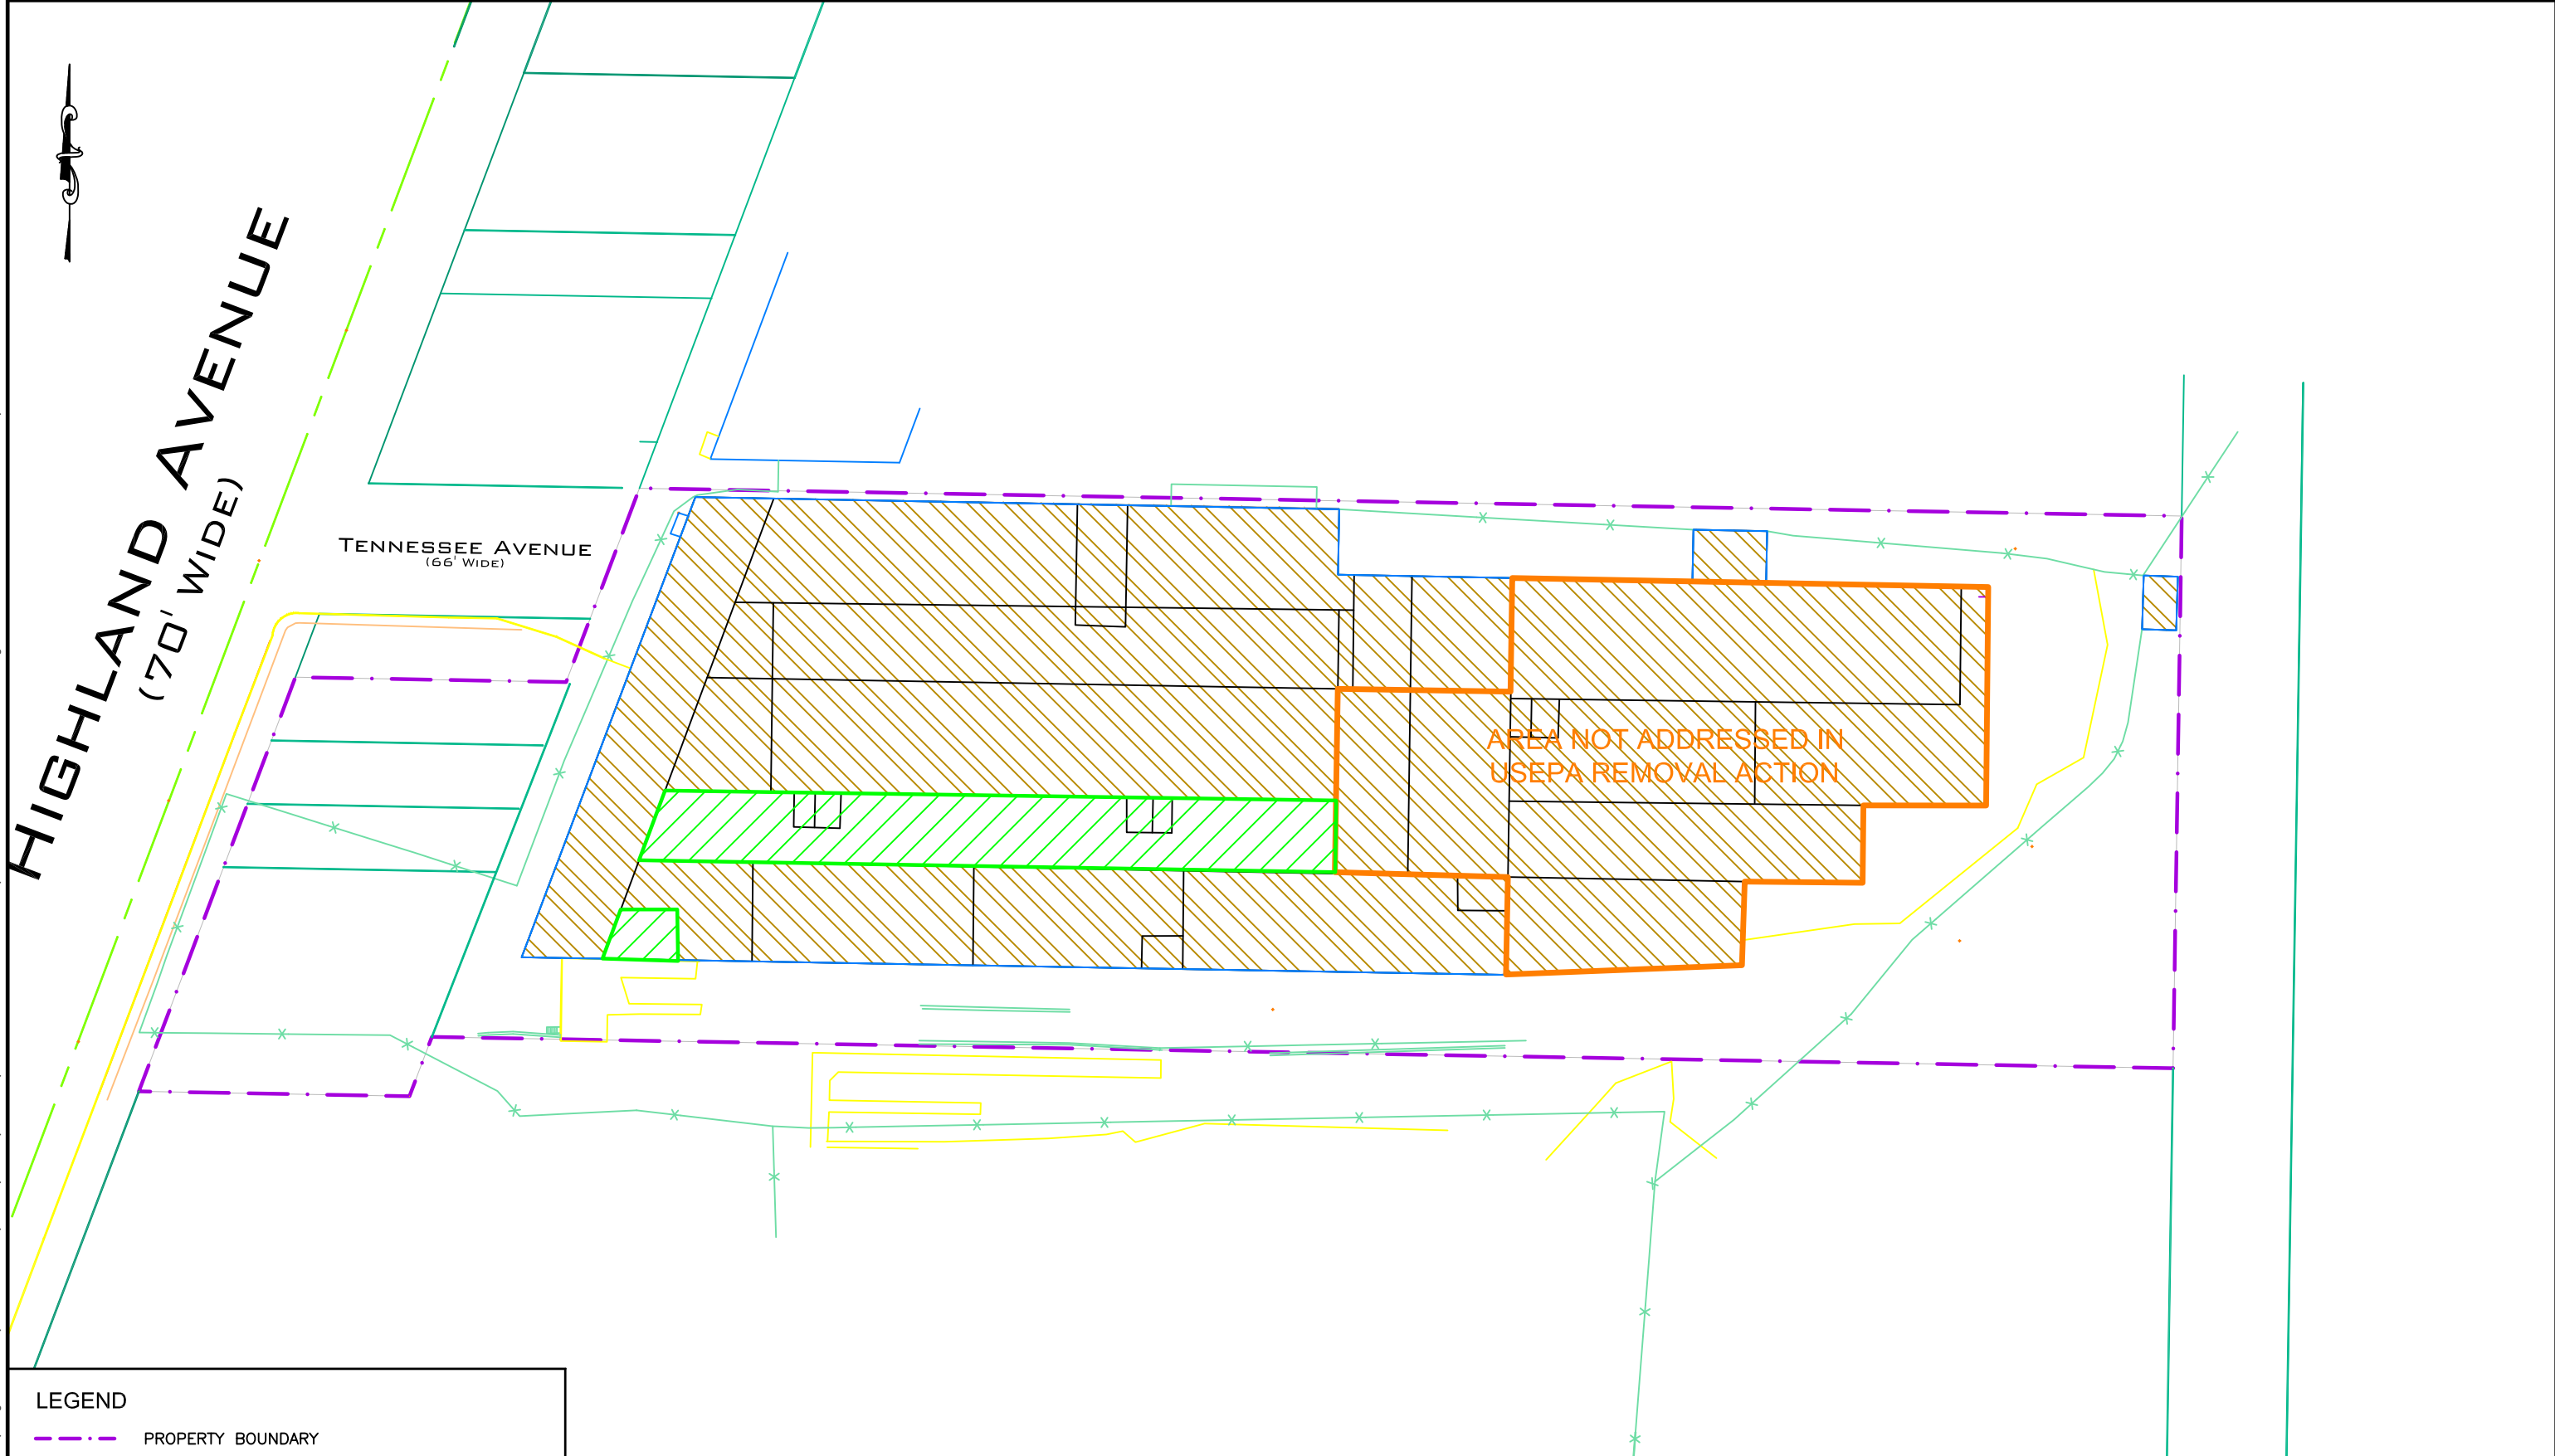 HIGHLAND AVENUE
(70' WIDE)
TENNESSEE AVENUE
(66' WIDE)
AREA NOT ADDRESSED IN
USEPA REMOVAL ACTION
LEGEND
PROPERTY BOUNDARY